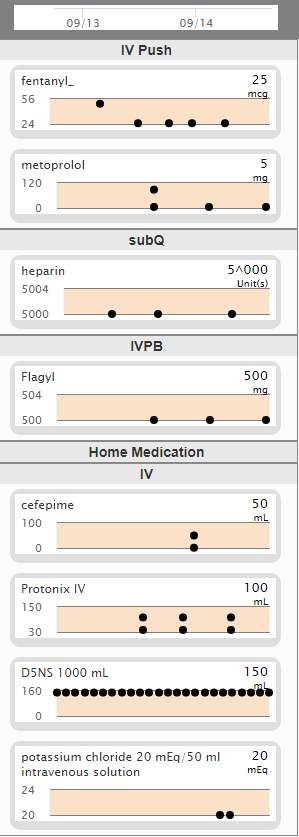 09/13 09/14
IV Push
fentanyl_ 25
mcg
56
24
metoprolol 5
mg
120
0
subQ
heparin 5^000
Unit(s)
5004
5000
IVPB
Flagyl 500
mg
504
500
Home Medication
IV
cefepime 50
mL
100
0
Protonix IV 100
mL
150
30
D5NS 1000 mL 150
mL
160
0
potassium chloride 20 mEq/50 ml 20
intravenous solution mEq
24
20